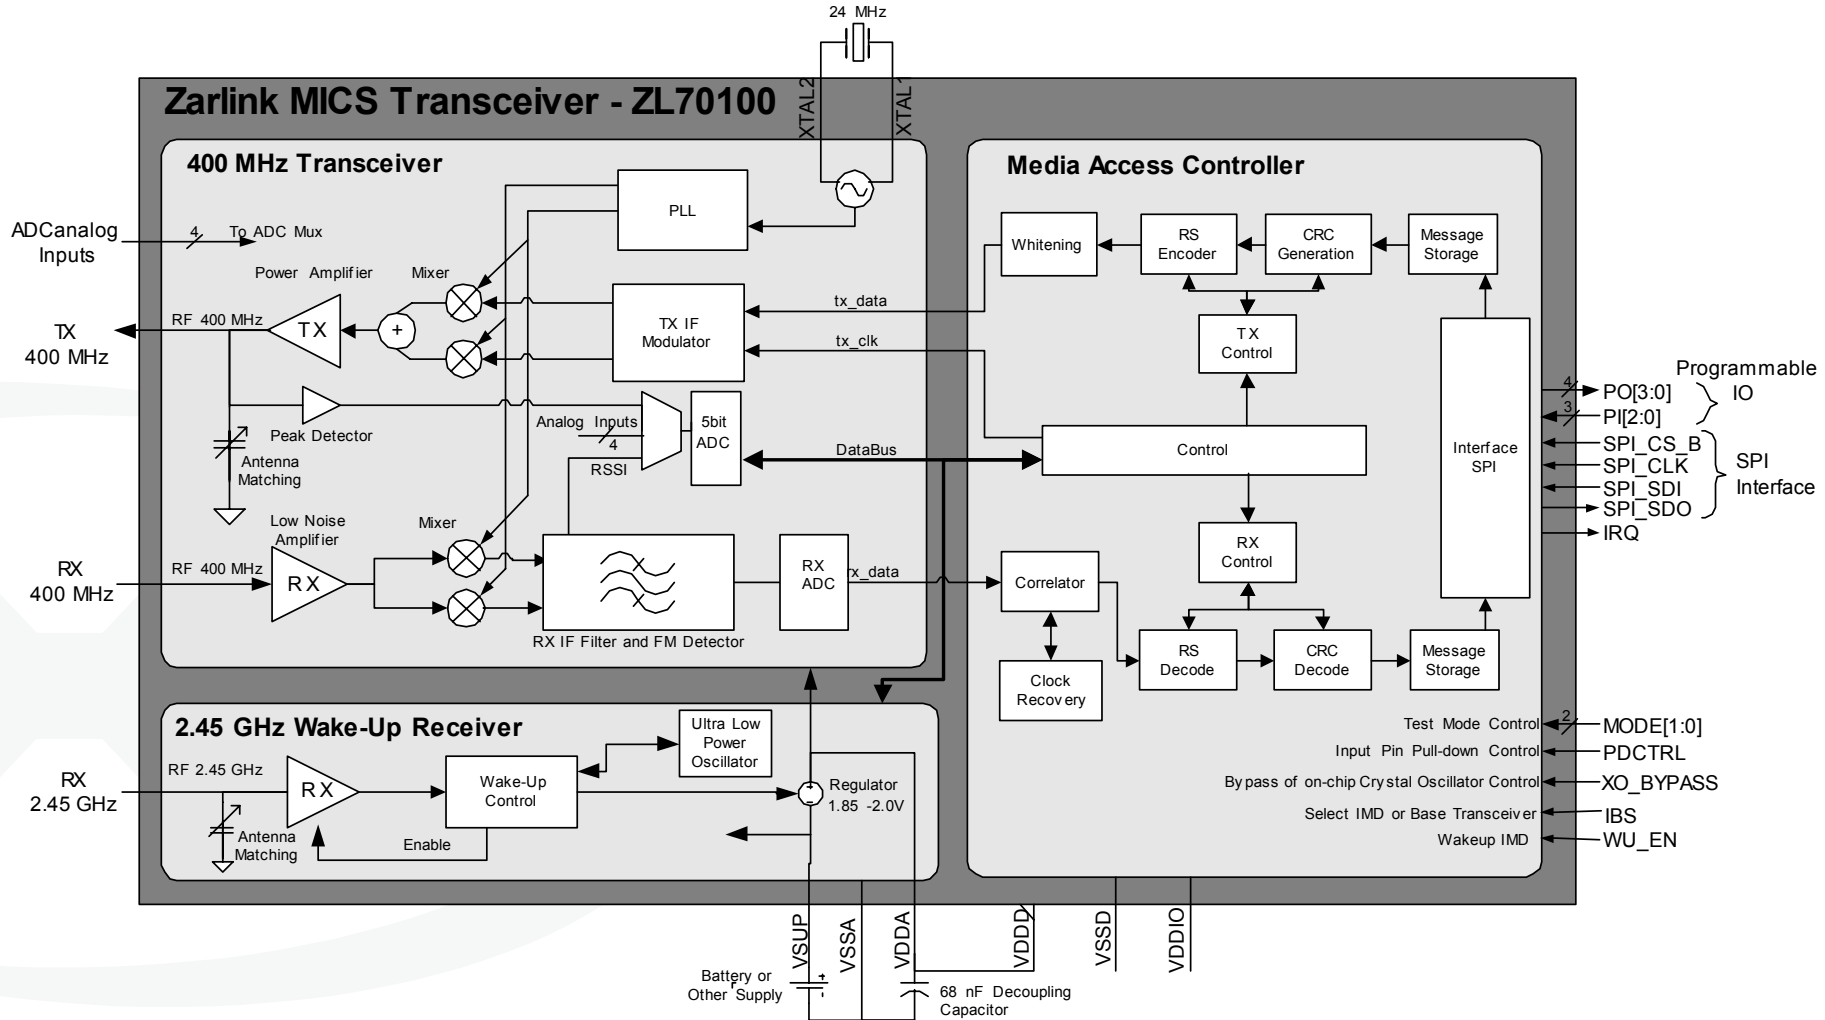 24 MHz
XTAL2
XTAL1
Zarlink MICS Transceiver - ZL70100
400 MHz Transceiver
PLL
ADCanalog
Inputs
4
To ADC Mux
Power Amplifier
Mixer
TX
400 MHz
RF 400 MHz
TX
+
TX IF
Modulator
tx_data
tx_clk
Peak Detector
Antenna
Matching
Analog Inputs
4
RSSI
5bit
ADC
DataBus
Low Noise
Amplifier
Mixer
RX
400 MHz
RF 400 MHz
RX
RX IF Filter and FM Detector
RX
ADC
rx_data
Media Access Controller
Whitening
RS
Encoder
CRC
Generation
Message
Storage
TX
Control
Control
Interface
SPI
RX
Control
Correlator
Clock
Recovery
RS
Decode
CRC
Decode
Message
Storage
4
PO[3:0]
3
PI[2:0]
Programmable
IO
SPI_CS_B
SPI_CLK
SPI_SDI
SPI_SDO
SPI
Interface
IRQ
Test Mode Control
2
MODE[1:0]
Input Pin Pull-down Control
PDCTRL
Bypass of on-chip Crystal Oscillator Control
XO_BYPASS
Select IMD or Base Transceiver
IBS
Wakeup IMD
WU_EN
2.45 GHz Wake-Up Receiver
Ultra Low
Power
Oscillator
RX
2.45 GHz
RF 2.45 GHz
RX
Wake-Up
Control
+
-
Regulator
1.85 -2.0V
Antenna
Matching
Enable
VSUP
VSSA
VDDA
VDDD
VSSD
VDDIO
Battery or
Other Supply
+
-
68 nF Decoupling
Capacitor